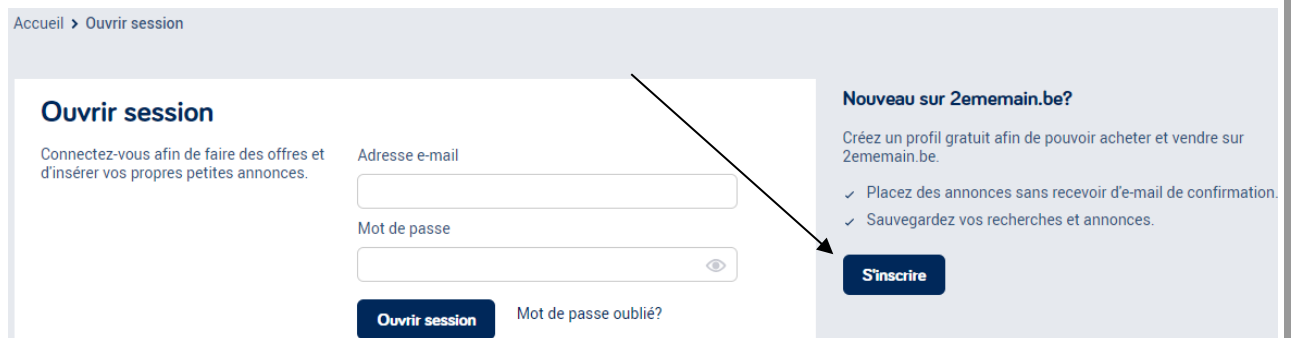 Accueil > Ouvrir session
Ouvrir session
Connectez-vous afin de faire des offres et
d'insérer vos propres petites annonces.
Adresse e-mail
Mot de passe
Ouvrir session
Mot de passe oublié?
Nouveau sur 2ememain.be?
Créez un profil gratuit afin de pouvoir acheter et vendre sur
2ememain.be.
Placez des annonces sans recevoir d'e-mail de confirmation.
Sauvegardez vos recherches et annonces.
S'inscrire